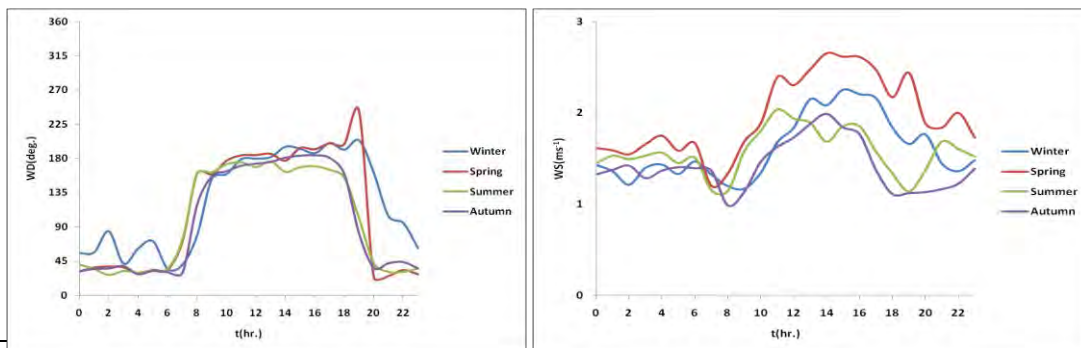 360
315
270
225
180
135
90
45
0
WD(deg.)
0 2 4 6 8 10 12 14 16 18 20 22
t(hr.)
Winter
Spring
Summer
Autumn
3
2
1
0
WS(ms⁻¹)
0 2 4 6 8 10 12 14 16 18 20 22
t(hr.)
Winter
Spring
Summer
Autumn